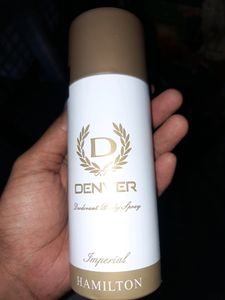 D
DENVER
Deodorant Body Spray
Imperial
HAMILTON